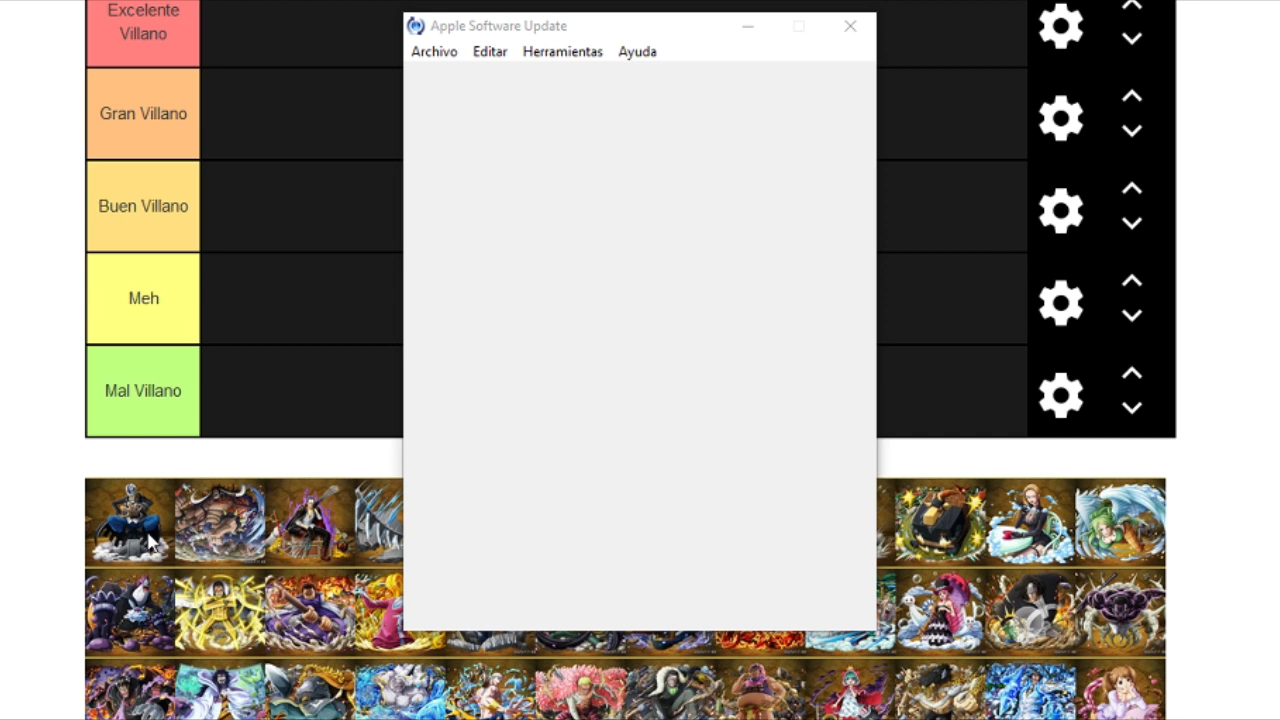 Excelente
Villano
Apple Software Update
Archivo Editar Herramientas Ayuda
Gran Villano
Buen Villano
Meh
Mal Villano